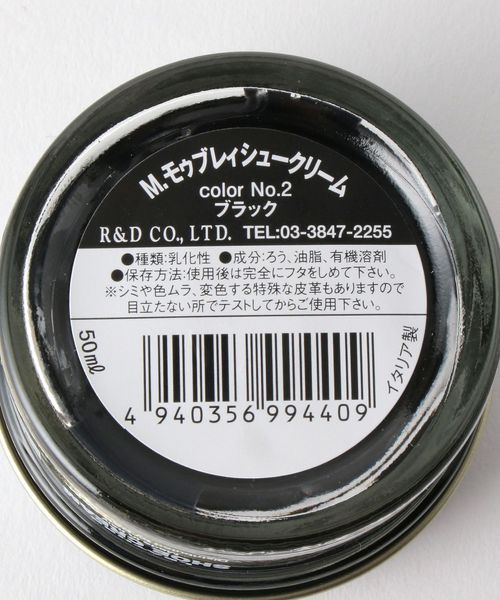 M.モゥブレィシュークリーム
color No.2
ブラック
R&D CO., LTD. TEL:03-3847-2255
●種類:乳化性 ●成分:ろう、油脂、有機溶剤
●保存方法:使用後は完全にフタをしめて下さい。
※シミや色ムラ、変色する特殊な皮革もありますので
目立たない所でテストしてからご使用下さい。
50mℓ
イタリア製
4 940356 994409